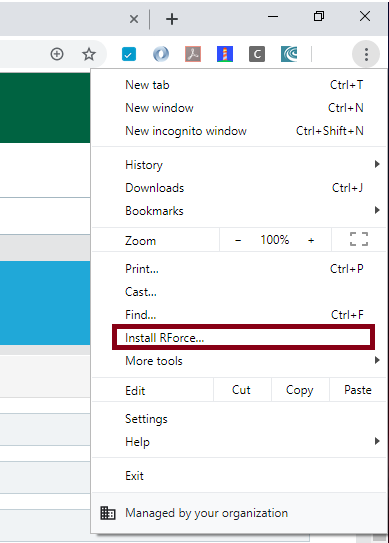 New tab Ctrl+T
New window Ctrl+N
New incognito window Ctrl+Shift+N
History
Downloads Ctrl+J
Bookmarks
Zoom − 100% +
Print... Ctrl+P
Cast...
Find... Ctrl+F
Install RForce...
More tools
Edit Cut Copy Paste
Settings
Help
Exit
Managed by your organization